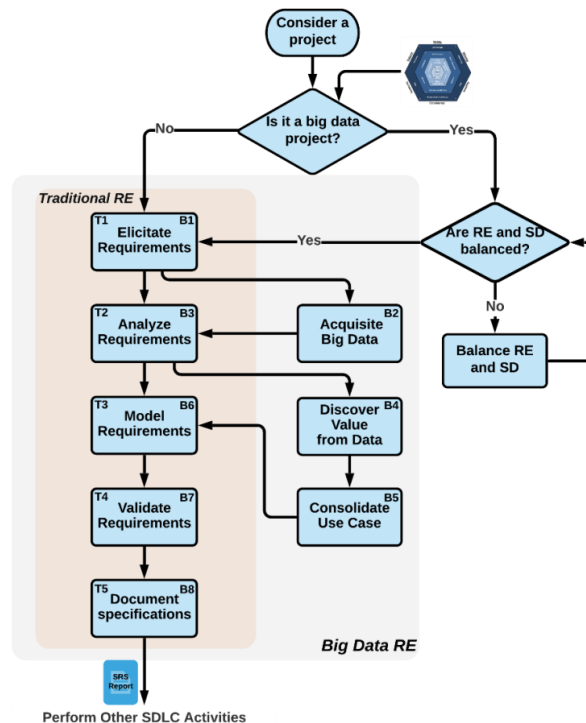 Consider a
project
Is it a big data
project?
No
Yes
Traditional RE
T1
B1
Elicitate
Requirements
Yes
Are RE and SD
balanced?
No
T2
B3
Analyze
Requirements
B2
Acquisite
Big Data
Balance RE
and SD
T3
B6
Model
Requirements
B4
Discover
Value
from Data
T4
B7
Validate
Requirements
B5
Consolidate
Use Case
T5
B8
Document
specifications
Big Data RE
SRS
Report
Perform Other SDLC Activities